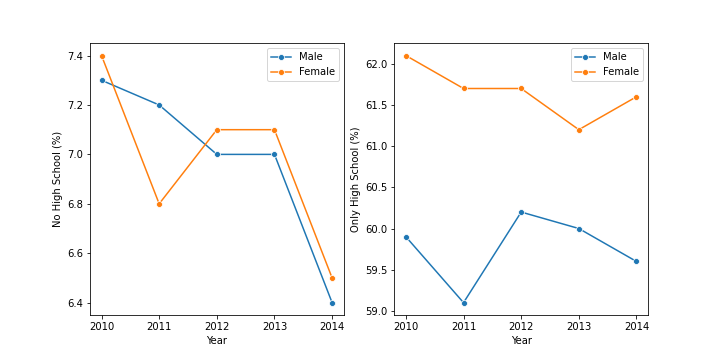 Male
Female
7.4
7.2
7.0
6.8
6.6
6.4
No High School (%)
2010 2011 2012 2013 2014
Year
Male
Female
62.0
61.5
61.0
60.5
60.0
59.5
59.0
Only High School (%)
2010 2011 2012 2013 2014
Year